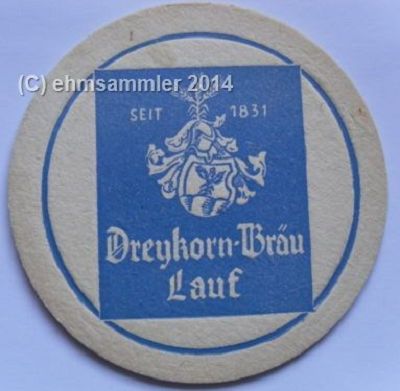 (C) ehmsammler 2014
SEIT 1831
Dreykorn-Bräu
Lauf